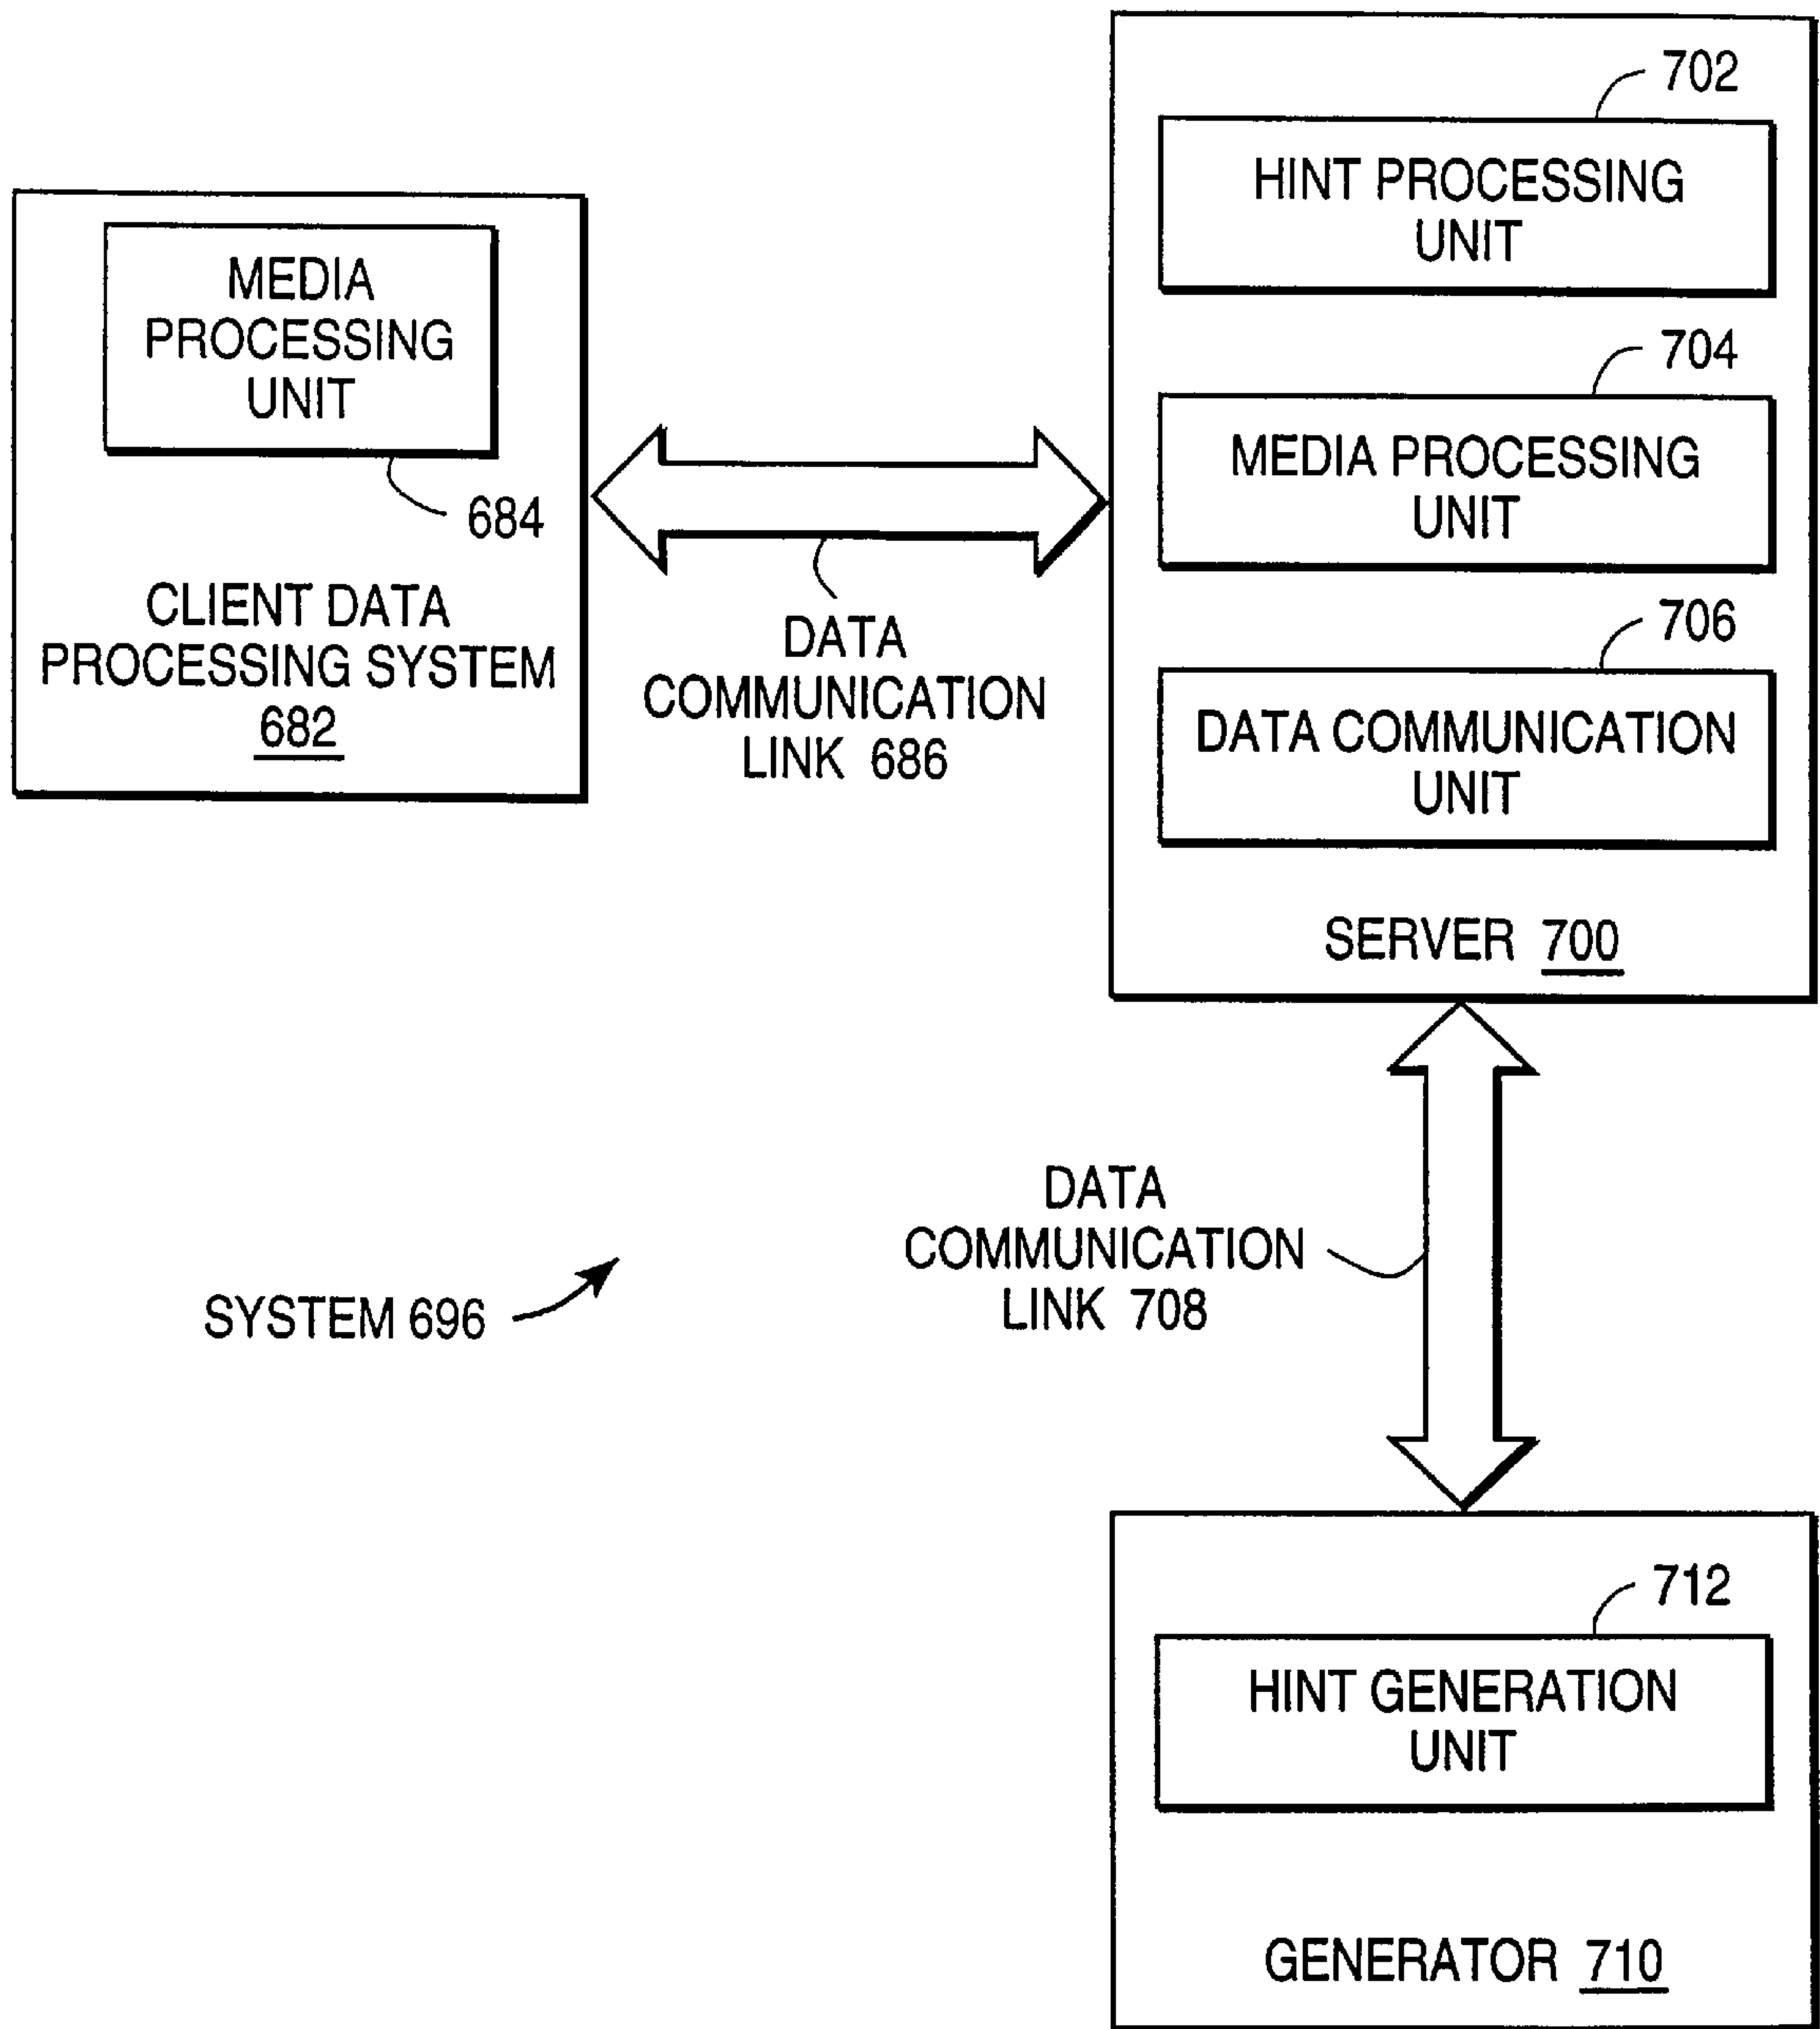 702
HINT PROCESSING
UNIT
704
MEDIA PROCESSING
UNIT
706
DATA COMMUNICATION
UNIT
SERVER 700
MEDIA
PROCESSING
UNIT
684
CLIENT DATA
PROCESSING SYSTEM
682
DATA
COMMUNICATION
LINK 686
DATA
COMMUNICATION
LINK 708
SYSTEM 696
712
HINT GENERATION
UNIT
GENERATOR 710